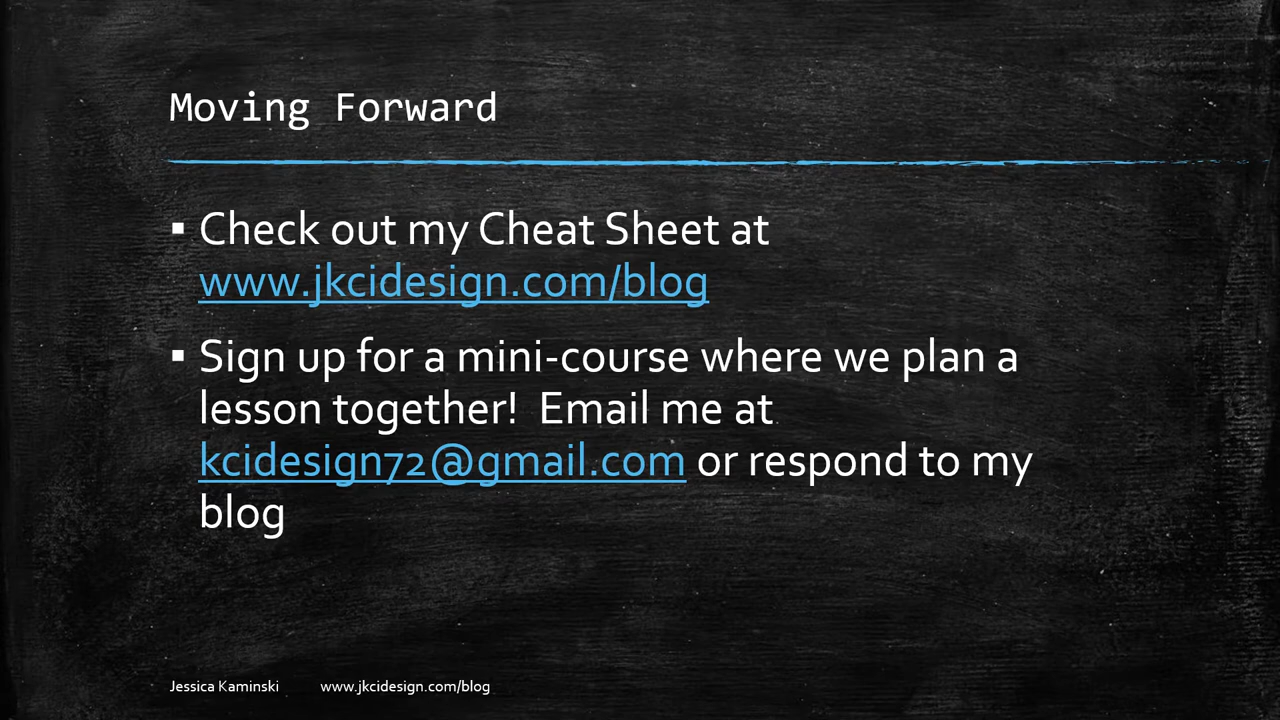 Moving Forward
▪ Check out my Cheat Sheet at
www.jkcidesign.com/blog
▪ Sign up for a mini-course where we plan a
lesson together!  Email me at
kcidesign72@gmail.com or respond to my
blog
Jessica Kaminski www.jkcidesign.com/blog